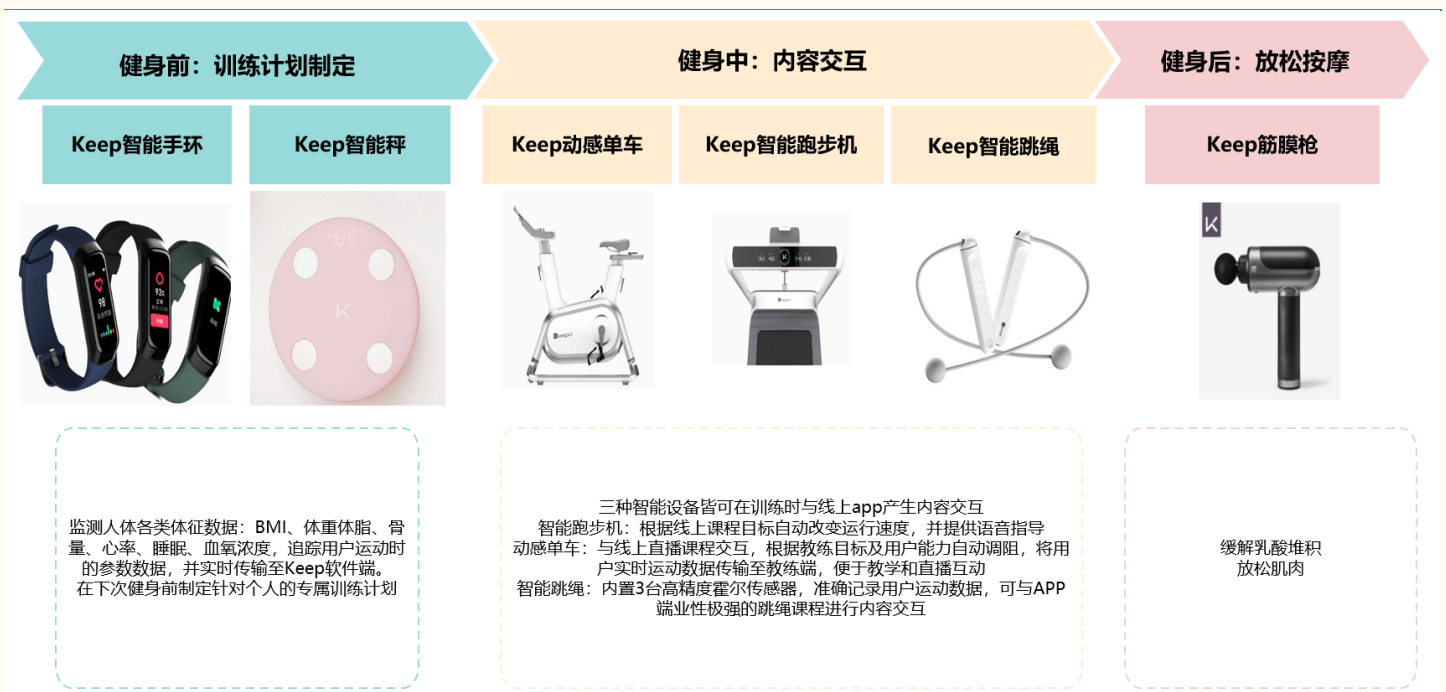 健身前：训练计划制定
健身中：内容交互
健身后：放松按摩
Keep智能手环
Keep智能秤
Keep动感单车
Keep智能跑步机
Keep智能跳绳
Keep筋膜枪
98
93%
正常
K
K
K
监测人体各类体征数据：BMI、体重体脂、骨
量、心率、睡眠、血氧浓度，追踪用户运动时
的参数数据，并实时传输至Keep软件端。
在下次健身前制定针对个人的专属训练计划
三种智能设备皆可在训练时与线上app产生内容交互
智能跑步机：根据线上课程目标自动改变运行速度，并提供语音指导
动感单车：与线上直播课程交互，根据教练目标及用户能力自动调阻，将用
户实时运动数据传输至教练端，便于教学和直播互动
智能跳绳：内置3台高精度霍尔传感器，准确记录用户运动数据，可与APP
端业性极强的跳绳课程进行内容交互
缓解乳酸堆积
放松肌肉